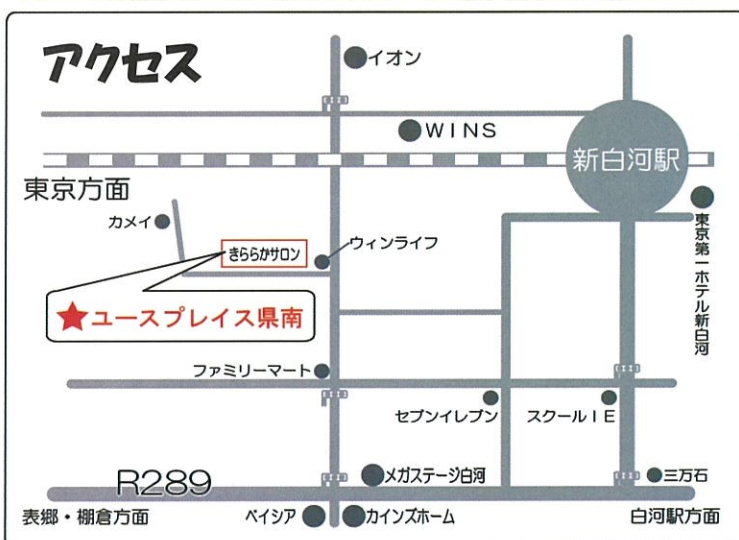 アクセス
イオン
WINS
新白河駅
東京方面
カメイ
きららかサロン
ウィンライフ
東京第一ホテル新白河
★ユースプレイス県南
ファミリーマート
セブンイレブン
スクールIE
メガステージ白河
三万石
R289
表郷・棚倉方面
ベイシア
カインズホーム
白河駅方面